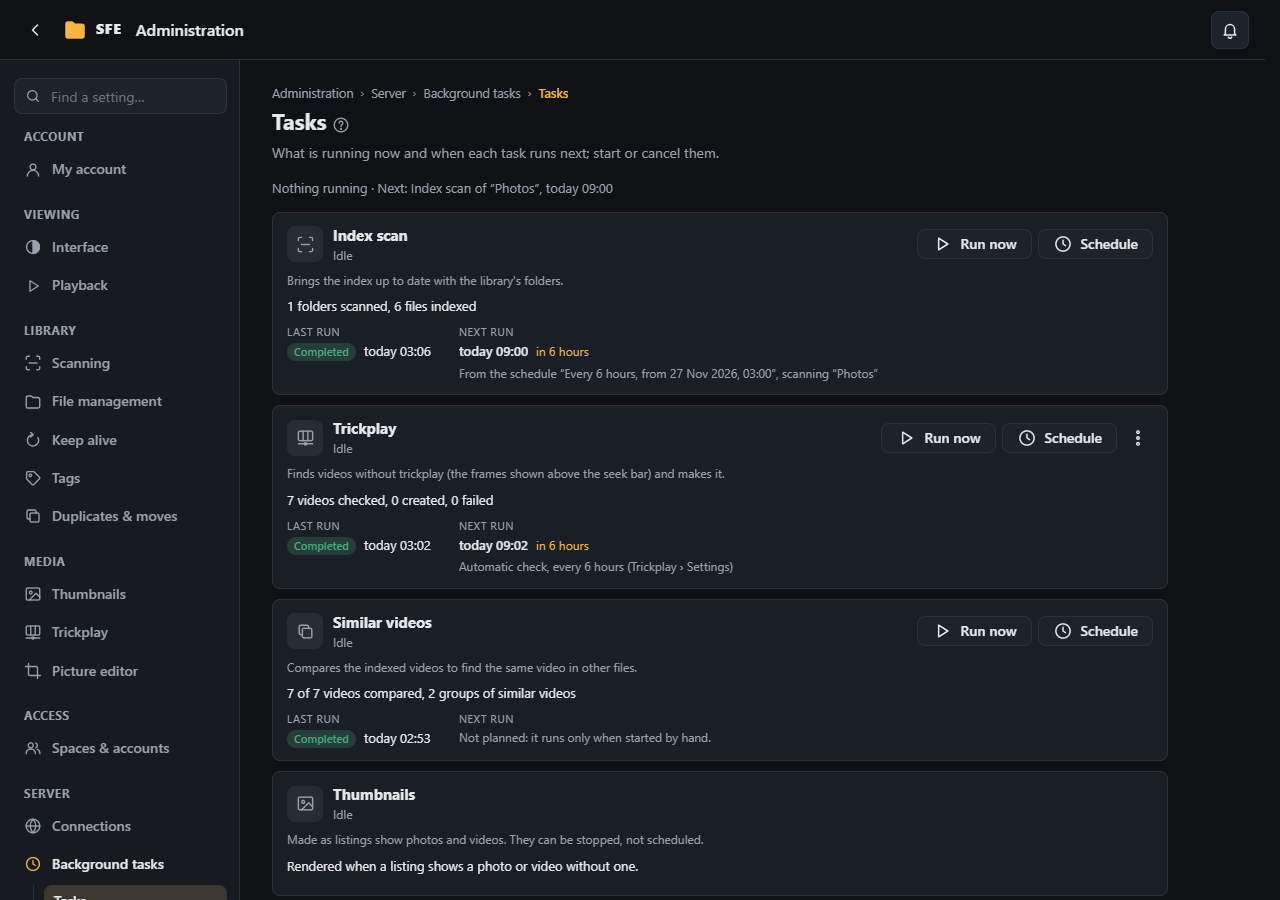 SFE Administration
Find a setting...
ACCOUNT
My account
VIEWING
Interface
Playback
LIBRARY
Scanning
File management
Keep alive
Tags
Duplicates & moves
MEDIA
Thumbnails
Trickplay
Picture editor
ACCESS
Spaces & accounts
SERVER
Connections
Background tasks
Tasks
Administration › Server › Background tasks › Tasks
Tasks
What is running now and when each task runs next; start or cancel them.
Nothing running · Next: Index scan of “Photos”, today 09:00
Index scan
Idle
Run now
Schedule
Brings the index up to date with the library's folders.
1 folders scanned, 6 files indexed
LAST RUN
Completed today 03:06
NEXT RUN
today 09:00 in 6 hours
From the schedule “Every 6 hours, from 27 Nov 2026, 03:00”, scanning “Photos”
Trickplay
Idle
Run now
Schedule
Finds videos without trickplay (the frames shown above the seek bar) and makes it.
7 videos checked, 0 created, 0 failed
LAST RUN
Completed today 03:02
NEXT RUN
today 09:02 in 6 hours
Automatic check, every 6 hours (Trickplay › Settings)
Similar videos
Idle
Run now
Schedule
Compares the indexed videos to find the same video in other files.
7 of 7 videos compared, 2 groups of similar videos
LAST RUN
Completed today 02:53
NEXT RUN
Not planned: it runs only when started by hand.
Thumbnails
Idle
Made as listings show photos and videos. They can be stopped, not scheduled.
Rendered when a listing shows a photo or video without one.